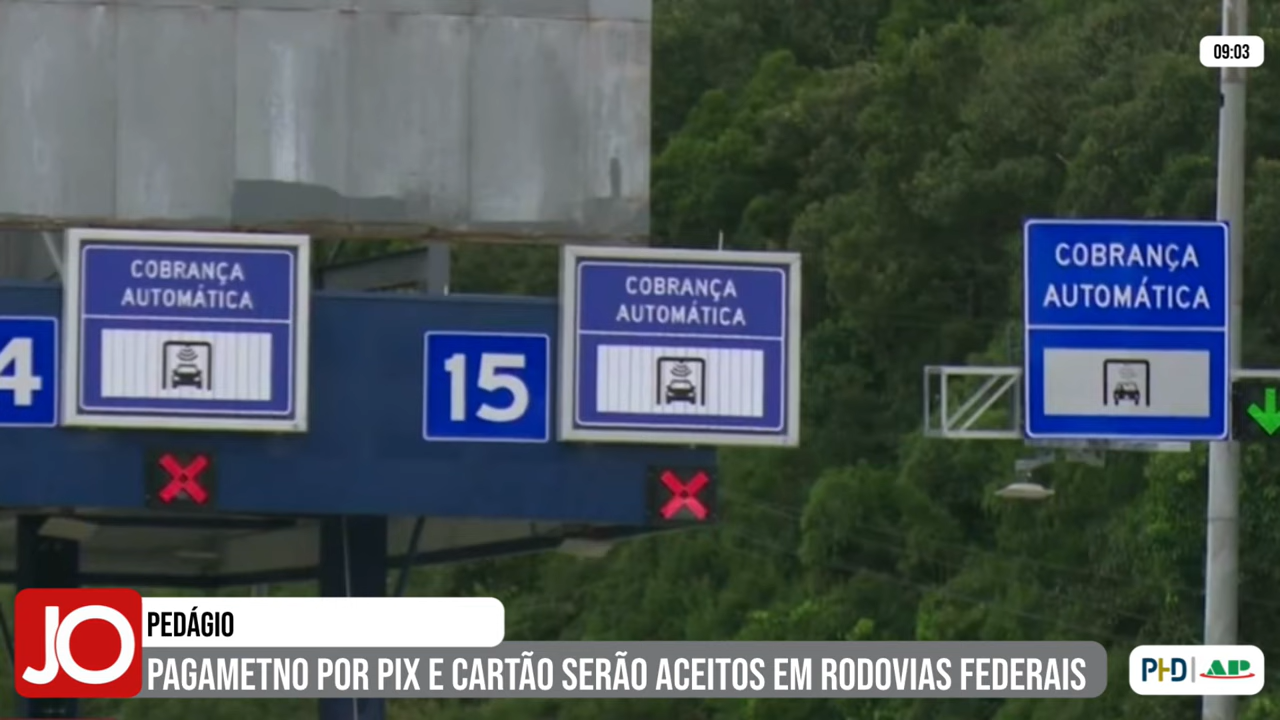 09:03
COBRANÇA
AUTOMÁTICA
4
COBRANÇA
AUTOMÁTICA
15
COBRANÇA
AUTOMÁTICA
JO
PEDÁGIO
PAGAMETNO POR PIX E CARTÃO SERÃO ACEITOS EM RODOVIAS FEDERAIS
PHD | AP